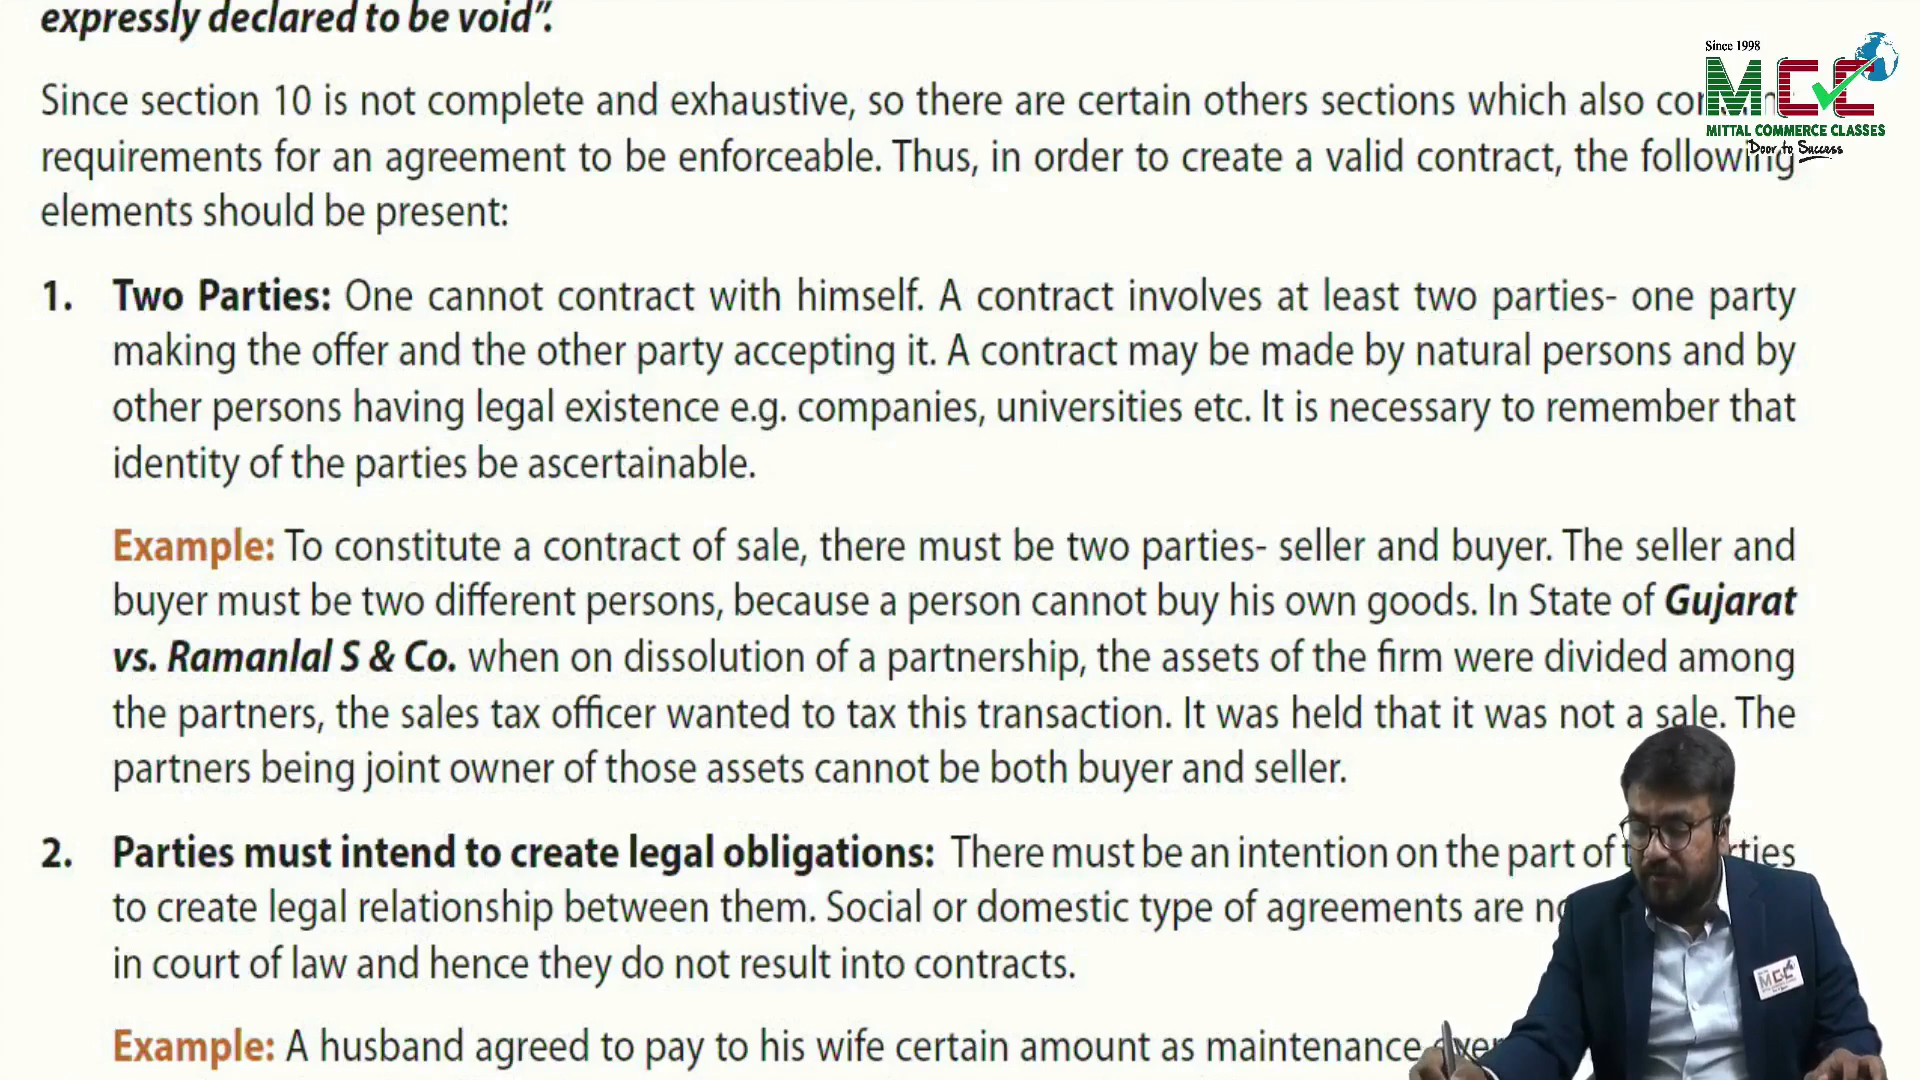 expressly declared to be void”.
Since 1998
MCC
MITTAL COMMERCE CLASSES
Door to Success
Since section 10 is not complete and exhaustive, so there are certain others sections which also
requirements for an agreement to be enforceable. Thus, in order to create a valid contract, the following
elements should be present:
1. Two Parties: One cannot contract with himself. A contract involves at least two parties- one party
making the offer and the other party accepting it. A contract may be made by natural persons and by
other persons having legal existence e.g. companies, universities etc. It is necessary to remember that
identity of the parties be ascertainable.
Example: To constitute a contract of sale, there must be two parties- seller and buyer. The seller and
buyer must be two different persons, because a person cannot buy his own goods. In State of Gujarat
vs. Ramanlal S & Co. when on dissolution of a partnership, the assets of the firm were divided among
the partners, the sales tax officer wanted to tax this transaction. It was held that it was not a sale. The
partners being joint owner of those assets cannot be both buyer and seller.
2. Parties must intend to create legal obligations: There must be an intention on the part of
to create legal relationship between them. Social or domestic type of agreements are
in court of law and hence they do not result into contracts.
Example: A husband agreed to pay to his wife certain amount as maintenance
MCC